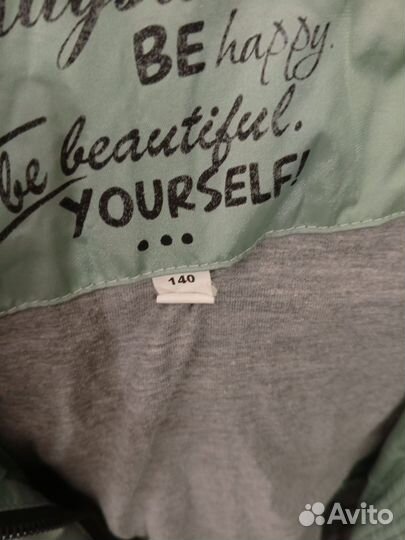 BE happy.
be beautiful.
YOURSELF!
...
140
Avito